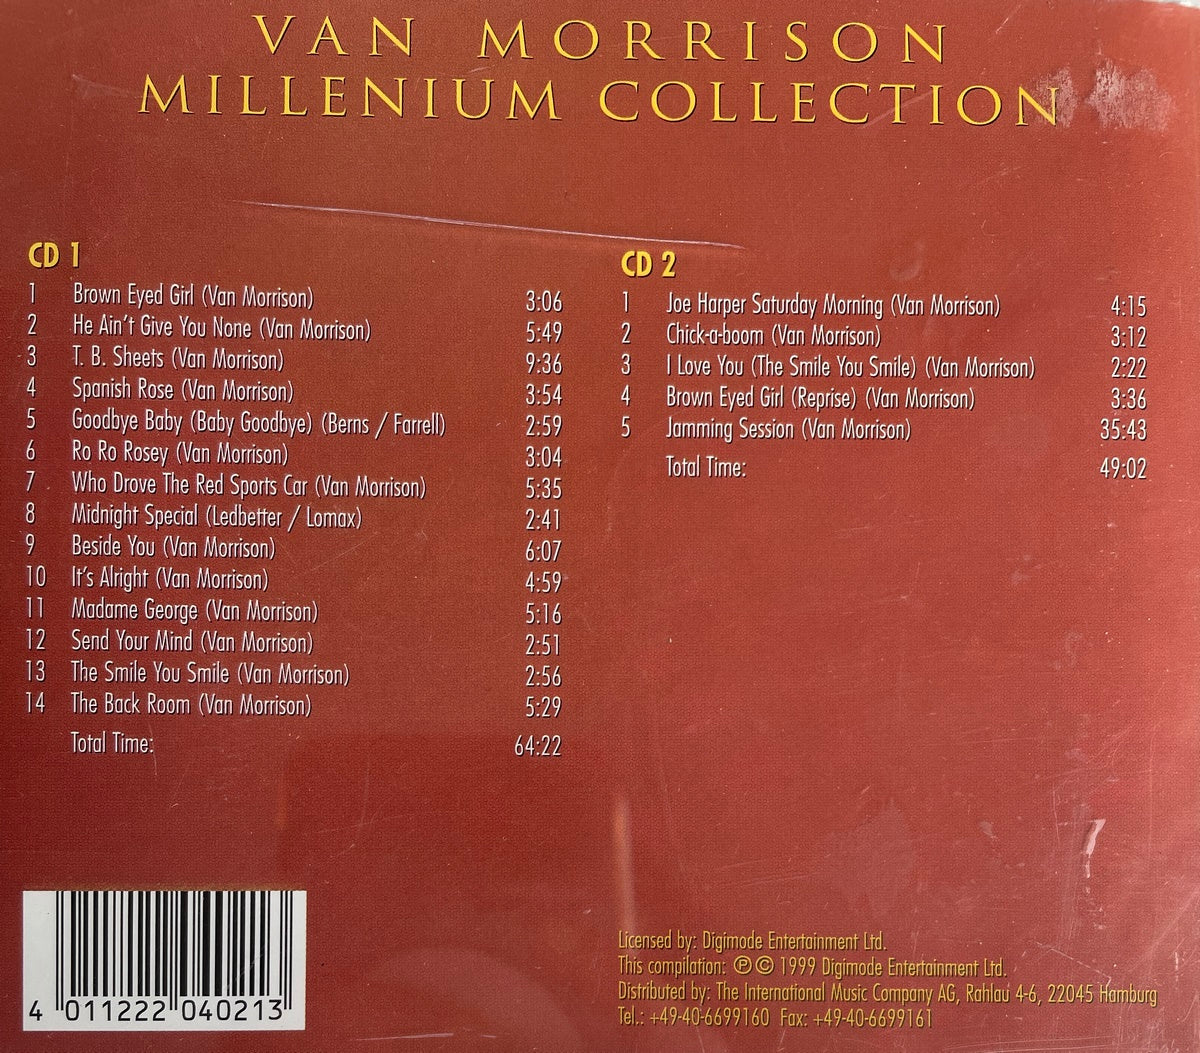 VAN MORRISON
MILLENIUM COLLECTION
CD 1
1 Brown Eyed Girl (Van Morrison) 3:06
2 He Ain't Give You None (Van Morrison) 5:49
3 T. B. Sheets (Van Morrison) 9:36
4 Spanish Rose (Van Morrison) 3:54
5 Goodbye Baby (Baby Goodbye) (Berns / Farrell) 2:59
6 Ro Ro Rosey (Van Morrison) 3:04
7 Who Drove The Red Sports Car (Van Morrison) 5:35
8 Midnight Special (Ledbetter / Lomax) 2:41
9 Beside You (Van Morrison) 6:07
10 It's Alright (Van Morrison) 4:59
11 Madame George (Van Morrison) 5:16
12 Send Your Mind (Van Morrison) 2:51
13 The Smile You Smile (Van Morrison) 2:56
14 The Back Room (Van Morrison) 5:29
Total Time: 64:22
CD 2
1 Joe Harper Saturday Morning (Van Morrison) 4:15
2 Chick-a-boom (Van Morrison) 3:12
3 I Love You (The Smile You Smile) (Van Morrison) 2:22
4 Brown Eyed Girl (Reprise) (Van Morrison) 3:36
5 Jamming Session (Van Morrison) 35:43
Total Time: 49:02
4 011222 040213
Licensed by: Digimode Entertainment Ltd.
This compilation: ℗© 1999 Digimode Entertainment Ltd.
Distributed by: The International Music Company AG, Rahlau 4-6, 22045 Hamburg
Tel.: +49-40-6699160 Fax: +49-40-6699161